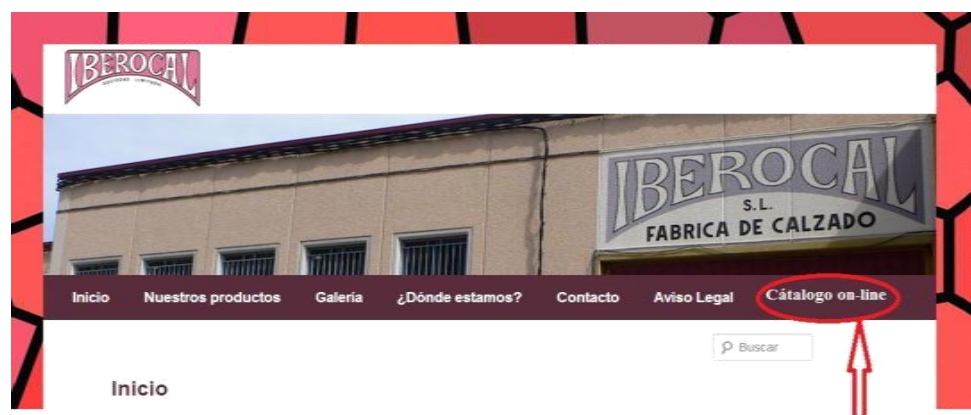 IBEROCAL
SOCIEDAD LIMITADA
IBEROCAL
S.L.
FABRICA DE CALZADO
Inicio Nuestros productos Galería ¿Dónde estamos? Contacto Aviso Legal Cátalogo on-line
Buscar
Inicio